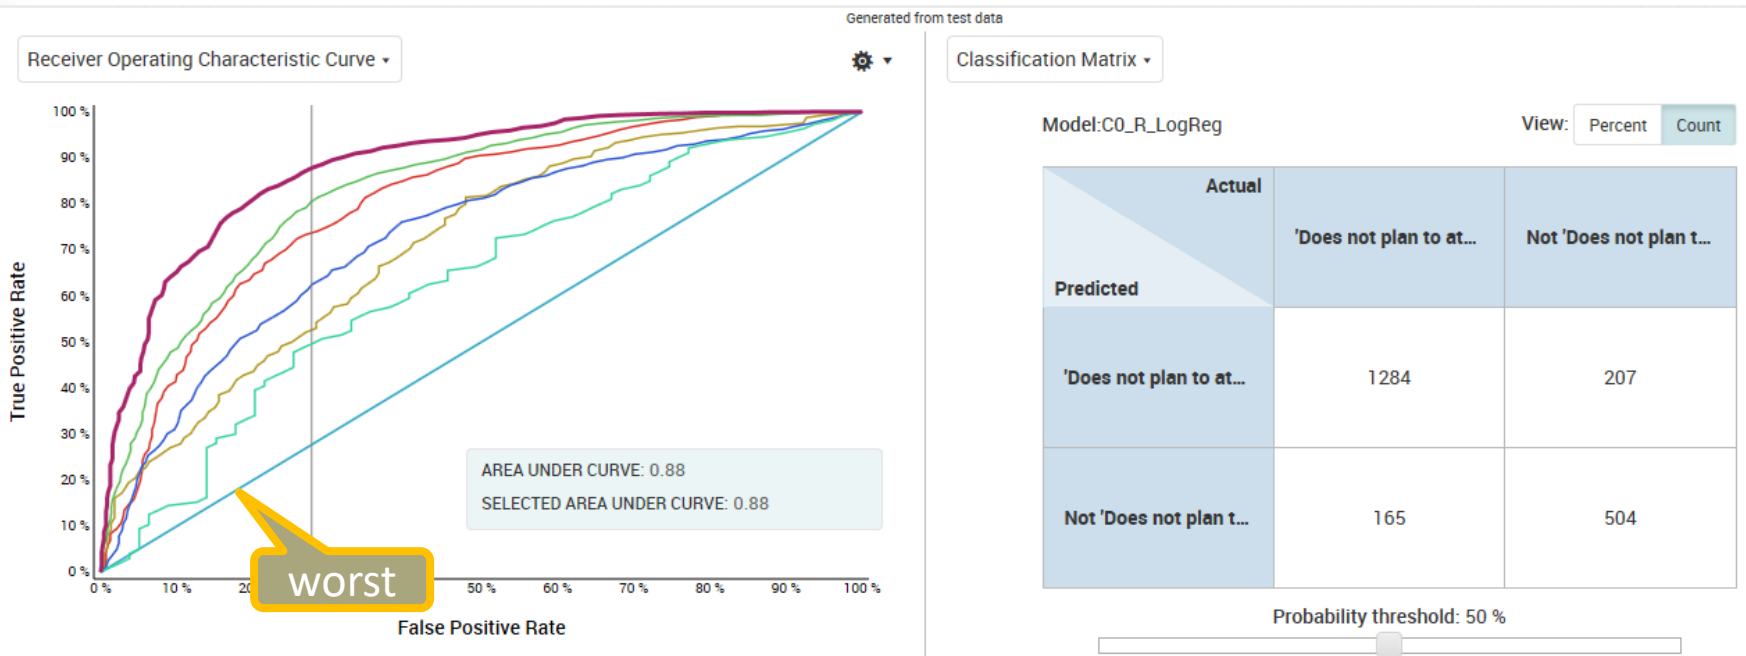 Generated from test data
Receiver Operating Characteristic Curve
Classification Matrix
Model:C0_R_LogReg
View: Percent Count
100 %
90 %
80 %
70 %
60 %
50 %
40 %
30 %
20 %
10 %
0 %
True Positive Rate
AREA UNDER CURVE: 0.88
SELECTED AREA UNDER CURVE: 0.88
worst
0 % 10 % 50 % 60 % 70 % 80 % 90 % 100 %
False Positive Rate
Actual
Predicted
'Does not plan to at... Not 'Does not plan t...
'Does not plan to at... 1284 207
Not 'Does not plan t... 165 504
Probability threshold: 50 %